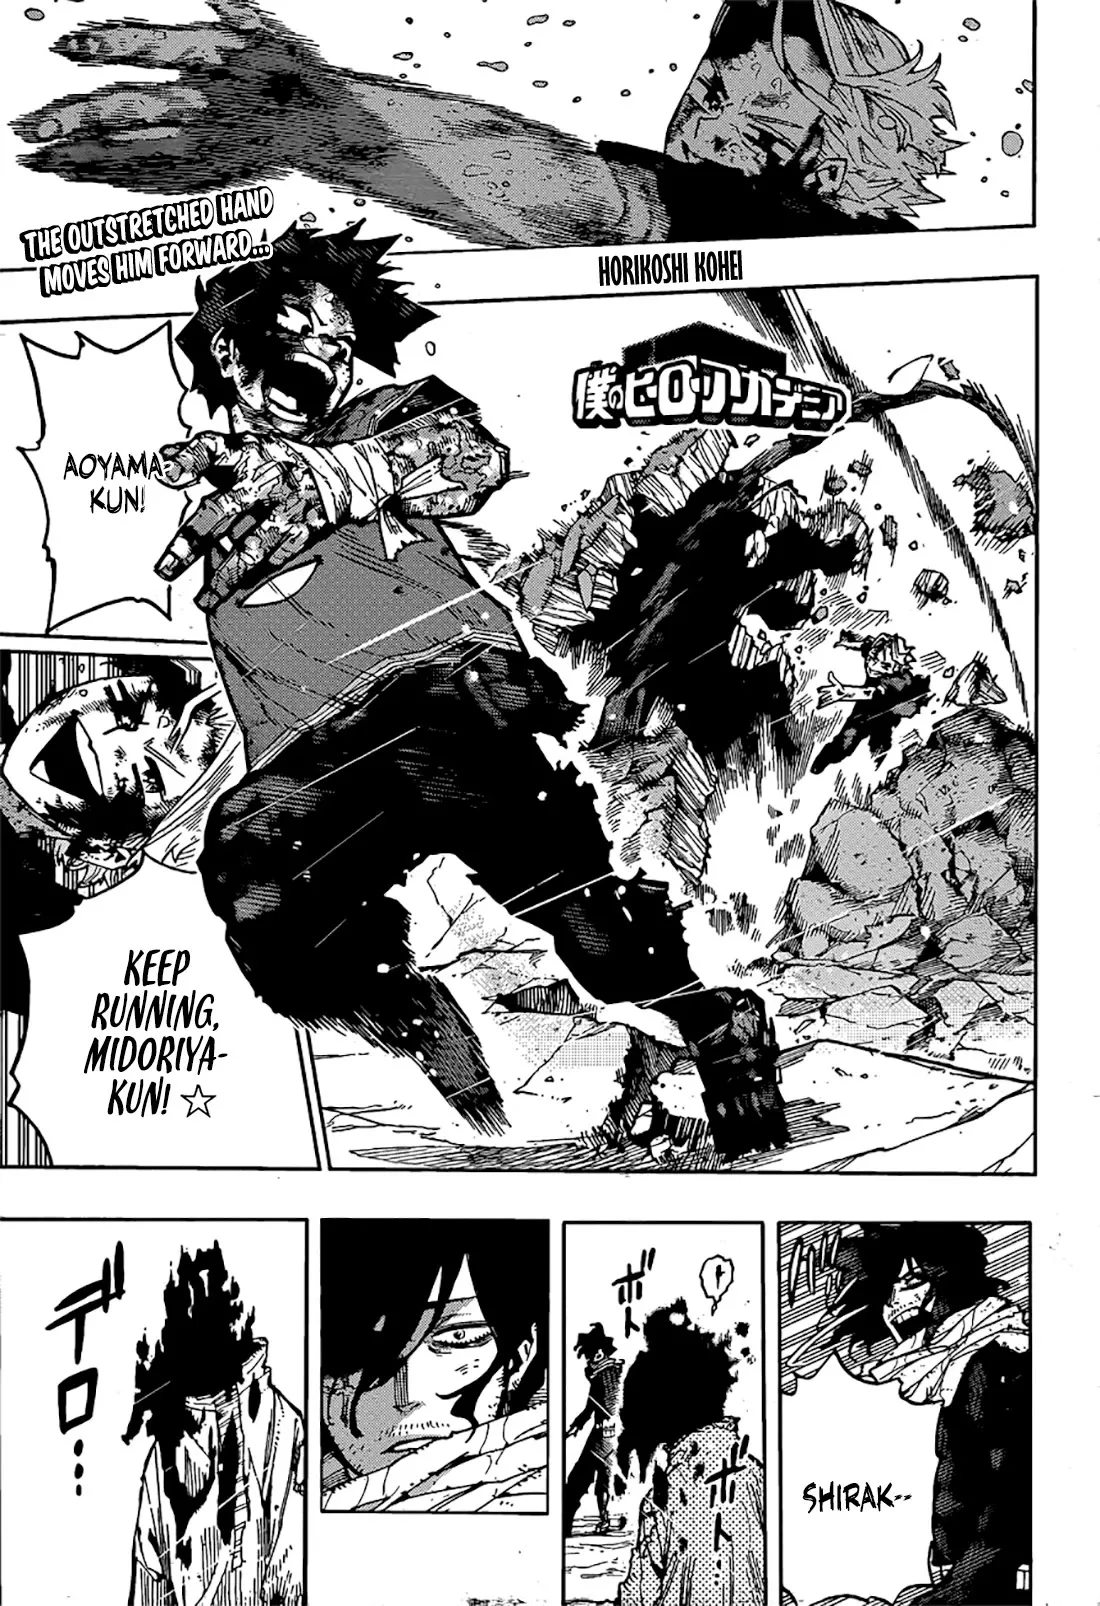 THE OUTSTRETCHED HAND
MOVES HIM FORWARD...
HORIKOSHI KOHEI
僕のヒーローアカデミア
AOYAMA-
KUN!
KEEP
RUNNING,
MIDORIYA-
KUN! ☆
SHIRAK--
ボト
ボト
デロ...